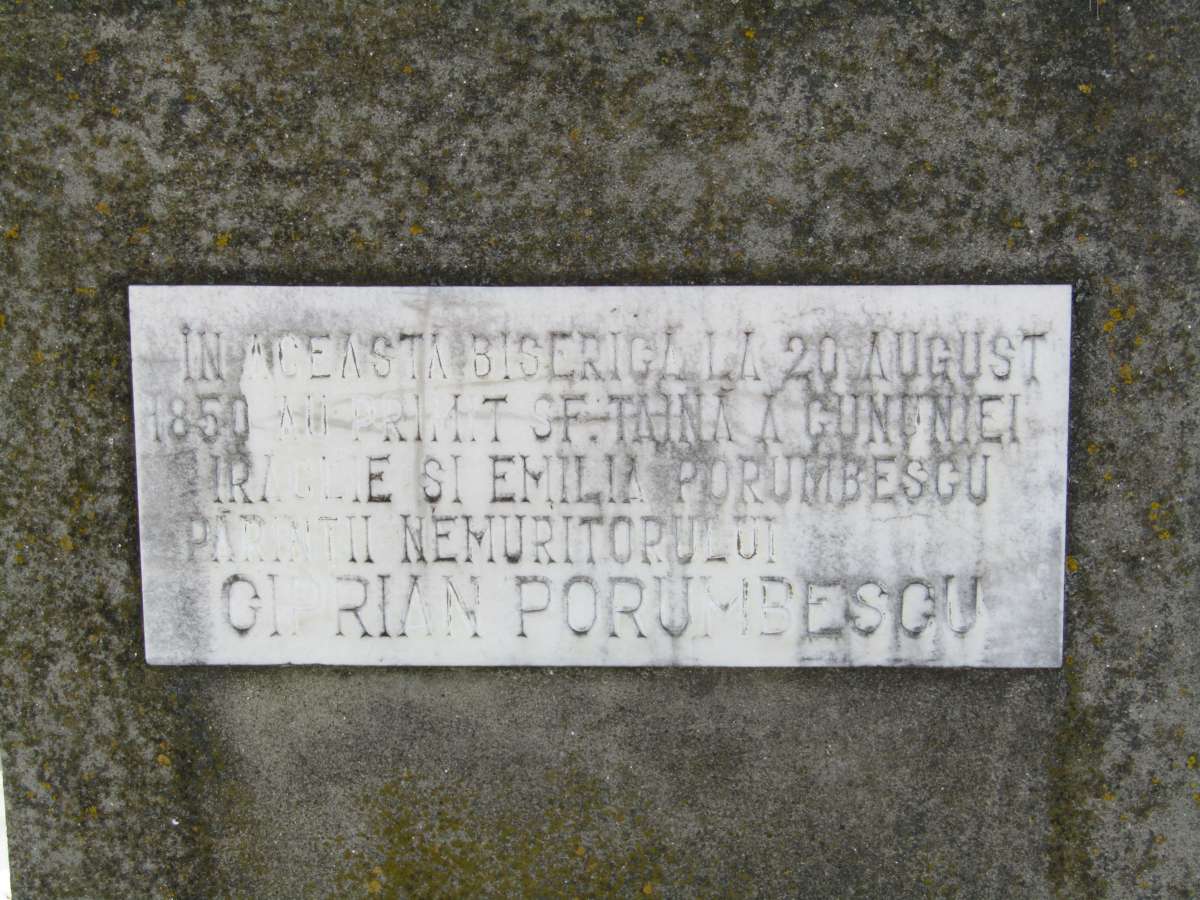 ÎN ACEASTĂ BISERICĂ LA 20 AUGUST
1850 AU PRIMIT SF. TAINĂ A CUNUNIEI
IRACLIE ȘI EMILIA PORUMBESCU
PĂRINȚII NEMURITORULUI
CIPRIAN PORUMBESCU